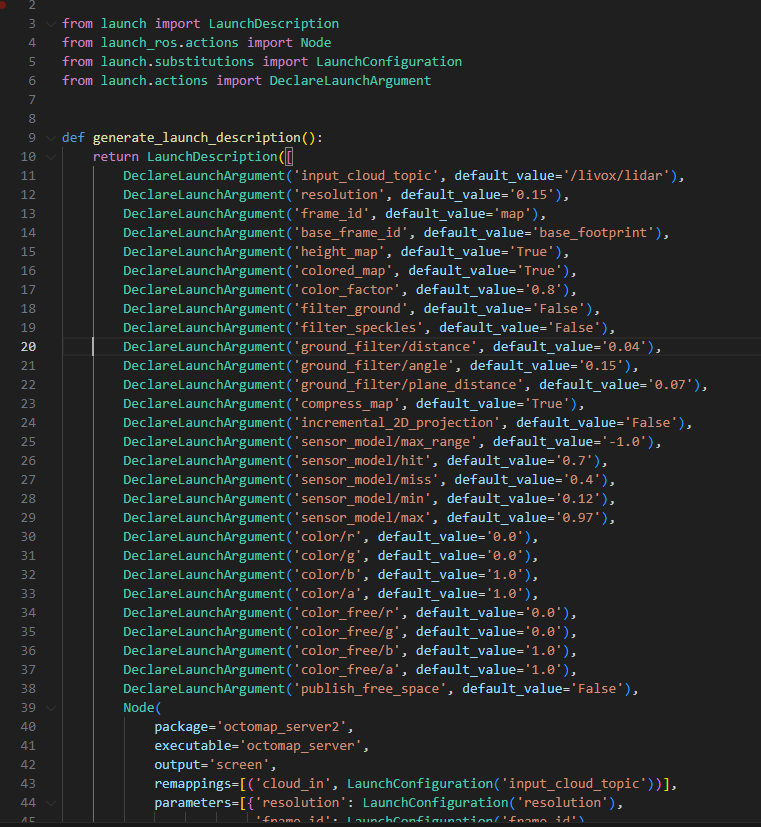 2
3 from launch import LaunchDescription
4 from launch_ros.actions import Node
5 from launch.substitutions import LaunchConfiguration
6 from launch.actions import DeclareLaunchArgument
7
8
9 def generate_launch_description():
10 return LaunchDescription([
11 DeclareLaunchArgument('input_cloud_topic', default_value='/livox/lidar'),
12 DeclareLaunchArgument('resolution', default_value='0.15'),
13 DeclareLaunchArgument('frame_id', default_value='map'),
14 DeclareLaunchArgument('base_frame_id', default_value='base_footprint'),
15 DeclareLaunchArgument('height_map', default_value='True'),
16 DeclareLaunchArgument('colored_map', default_value='True'),
17 DeclareLaunchArgument('color_factor', default_value='0.8'),
18 DeclareLaunchArgument('filter_ground', default_value='False'),
19 DeclareLaunchArgument('filter_speckles', default_value='False'),
20 DeclareLaunchArgument('ground_filter/distance', default_value='0.04'),
21 DeclareLaunchArgument('ground_filter/angle', default_value='0.15'),
22 DeclareLaunchArgument('ground_filter/plane_distance', default_value='0.07'),
23 DeclareLaunchArgument('compress_map', default_value='True'),
24 DeclareLaunchArgument('incremental_2D_projection', default_value='False'),
25 DeclareLaunchArgument('sensor_model/max_range', default_value='-1.0'),
26 DeclareLaunchArgument('sensor_model/hit', default_value='0.7'),
27 DeclareLaunchArgument('sensor_model/miss', default_value='0.4'),
28 DeclareLaunchArgument('sensor_model/min', default_value='0.12'),
29 DeclareLaunchArgument('sensor_model/max', default_value='0.97'),
30 DeclareLaunchArgument('color/r', default_value='0.0'),
31 DeclareLaunchArgument('color/g', default_value='0.0'),
32 DeclareLaunchArgument('color/b', default_value='1.0'),
33 DeclareLaunchArgument('color/a', default_value='1.0'),
34 DeclareLaunchArgument('color_free/r', default_value='0.0'),
35 DeclareLaunchArgument('color_free/g', default_value='0.0'),
36 DeclareLaunchArgument('color_free/b', default_value='1.0'),
37 DeclareLaunchArgument('color_free/a', default_value='1.0'),
38 DeclareLaunchArgument('publish_free_space', default_value='False'),
39 Node(
40 package='octomap_server2',
41 executable='octomap_server',
42 output='screen',
43 remappings=[('cloud_in', LaunchConfiguration('input_cloud_topic'))],
44 parameters=[{'resolution': LaunchConfiguration('resolution'),
45 'frame_id': LaunchConfiguration('frame_id')